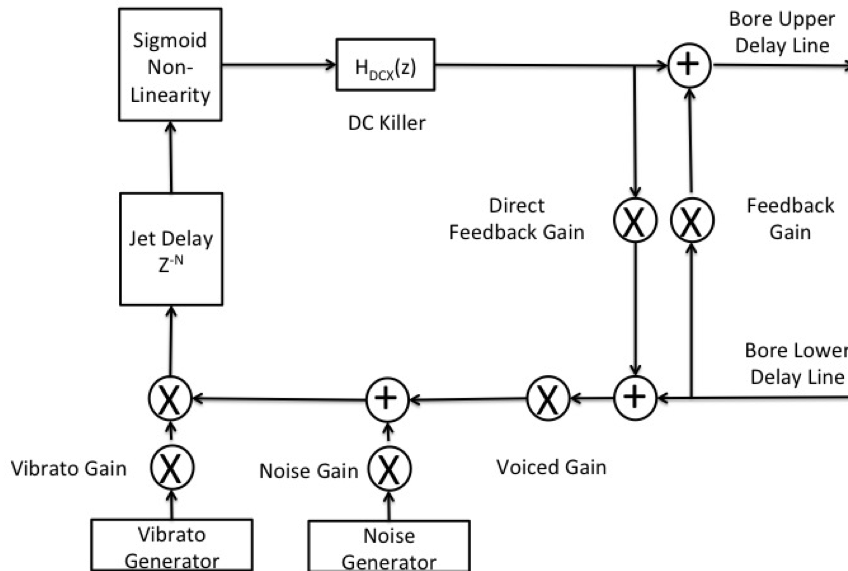 Sigmoid
Non-
Linearity
H_DCX(z)
DC Killer
+
Bore Upper
Delay Line
Jet Delay
Z^-N
Direct
Feedback Gain
X
X
Feedback
Gain
Bore Lower
Delay Line
X
+
X
+
Vibrato Gain
X
Noise Gain
X
Voiced Gain
Vibrato
Generator
Noise
Generator